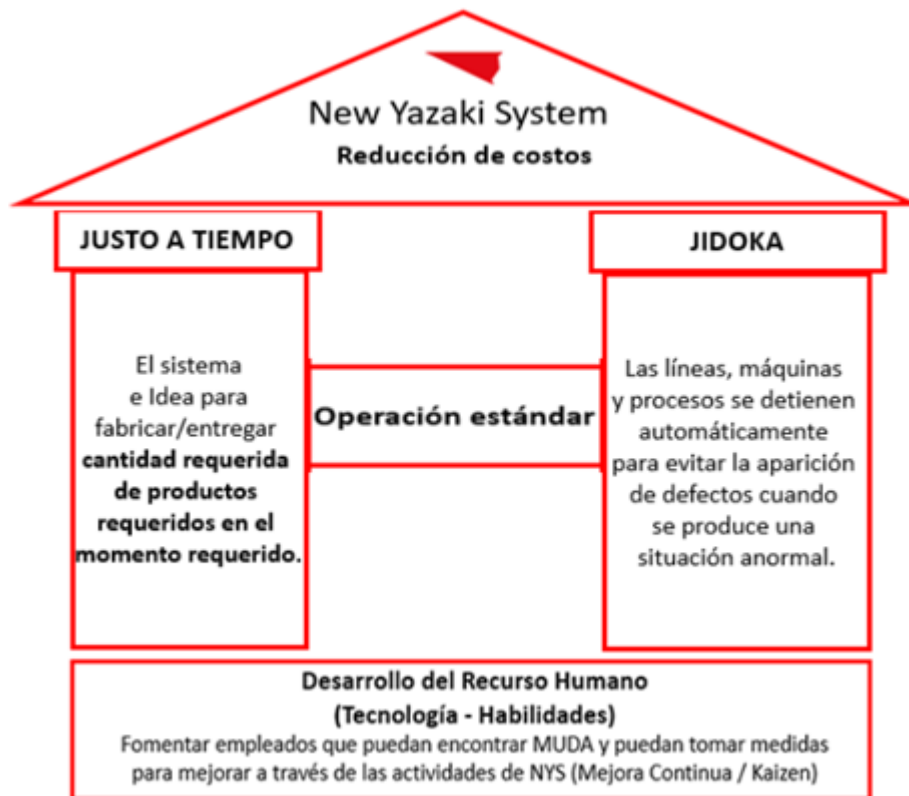 New Yazaki System
Reducción de costos
JUSTO A TIEMPO
El sistema
e Idea para
fabricar/entregar
cantidad requerida
de productos
requeridos en el
momento requerido.
Operación estándar
JIDOKA
Las líneas, máquinas
y procesos se detienen
automáticamente
para evitar la aparición
de defectos cuando
se produce una
situación anormal.
Desarrollo del Recurso Humano
(Tecnología - Habilidades)
Fomentar empleados que puedan encontrar MUDA y puedan tomar medidas
para mejorar a través de las actividades de NYS (Mejora Continua / Kaizen)